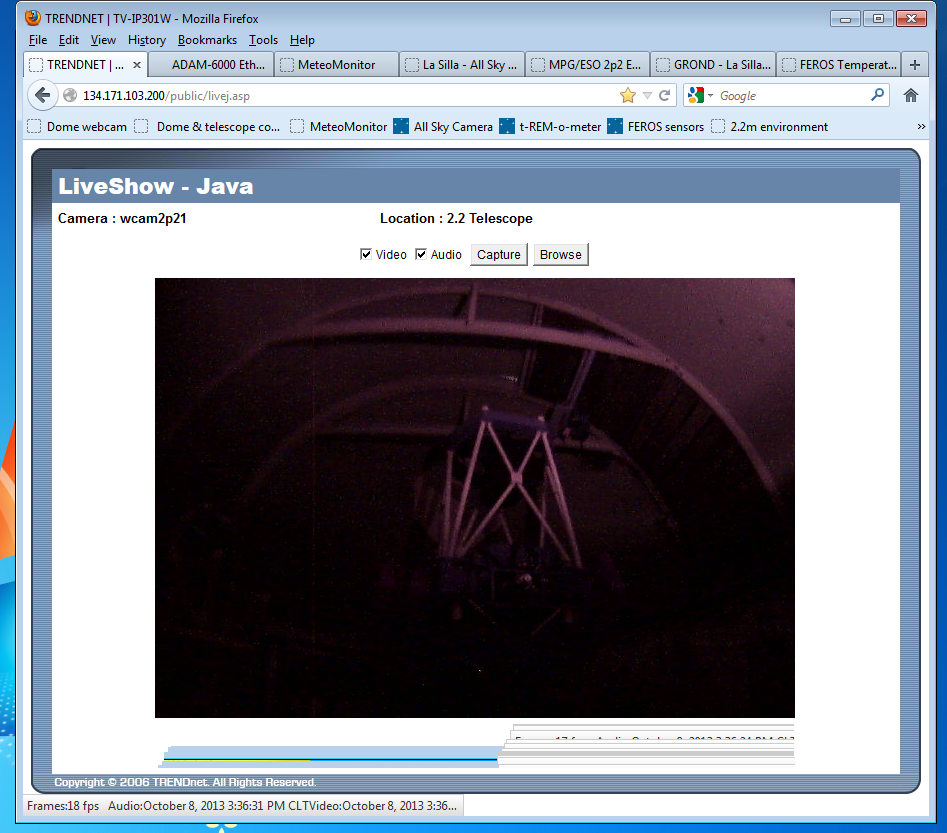 TRENDNET | TV-IP301W - Mozilla Firefox
File Edit View History Bookmarks Tools Help
TRENDNET | ... ADAM-6000 Eth... MeteoMonitor La Silla - All Sky ... MPG/ESO 2p2 E... GROND - La Silla... FEROS Temperat...
134.171.103.200/public/livej.asp Google
Dome webcam Dome & telescope co... MeteoMonitor All Sky Camera t-REM-o-meter FEROS sensors 2.2m environment »
LiveShow - Java
Camera : wcam2p21 Location : 2.2 Telescope
Video Audio Capture Browse
Copyright © 2006 TRENDnet. All Rights Reserved.
Frames:18 fps Audio:October 8, 2013 3:36:31 PM CLTVideo:October 8, 2013 3:36...